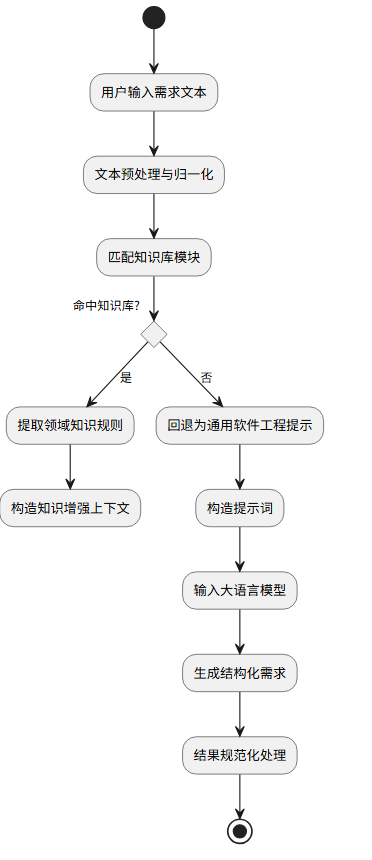 用户输入需求文本
文本预处理与归一化
匹配知识库模块
命中知识库?
是
否
提取领域知识规则
回退为通用软件工程提示
构造知识增强上下文
构造提示词
输入大语言模型
生成结构化需求
结果规范化处理